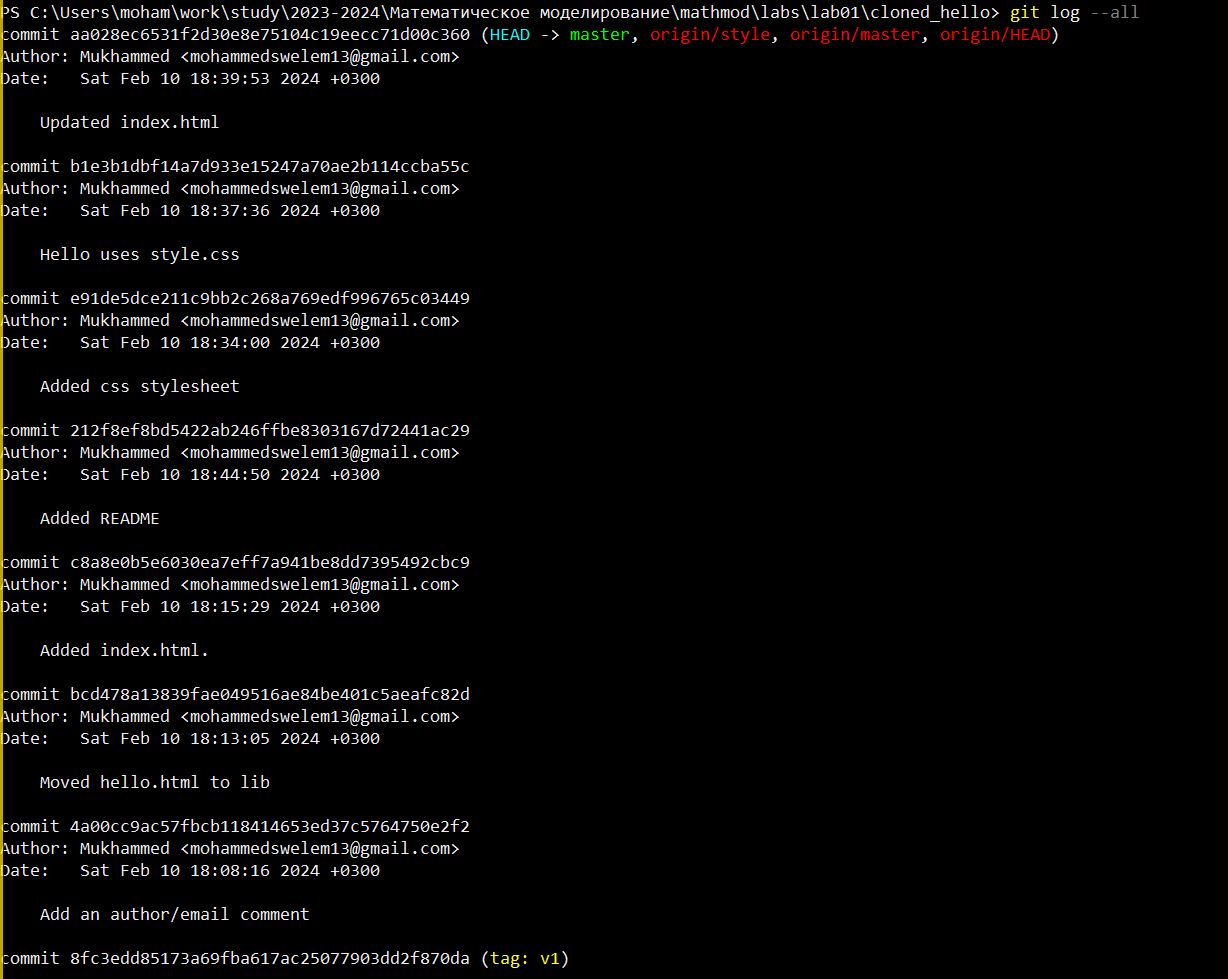 PS C:\Users\moham\work\study\2023-2024\Математическое моделирование\mathmod\labs\lab01\cloned_hello> git log --all
commit aa028ec6531f2d30e8e75104c19eecc71d00c360 (HEAD -> master, origin/style, origin/master, origin/HEAD)
Author: Mukhammed <mohammedswelem13@gmail.com>
Date:   Sat Feb 10 18:39:53 2024 +0300
    Updated index.html
commit b1e3b1dbf14a7d933e15247a70ae2b114ccba55c
Author: Mukhammed <mohammedswelem13@gmail.com>
Date:   Sat Feb 10 18:37:36 2024 +0300
    Hello uses style.css
commit e91de5dce211c9bb2c268a769edf996765c03449
Author: Mukhammed <mohammedswelem13@gmail.com>
Date:   Sat Feb 10 18:34:00 2024 +0300
    Added css stylesheet
commit 212f8ef8bd5422ab246ffbe8303167d72441ac29
Author: Mukhammed <mohammedswelem13@gmail.com>
Date:   Sat Feb 10 18:44:50 2024 +0300
    Added README
commit c8a8e0b5e6030ea7eff7a941be8dd7395492cbc9
Author: Mukhammed <mohammedswelem13@gmail.com>
Date:   Sat Feb 10 18:15:29 2024 +0300
    Added index.html.
commit bcd478a13839fae049516ae84be401c5aeafc82d
Author: Mukhammed <mohammedswelem13@gmail.com>
Date:   Sat Feb 10 18:13:05 2024 +0300
    Moved hello.html to lib
commit 4a00cc9ac57fbcb118414653ed37c5764750e2f2
Author: Mukhammed <mohammedswelem13@gmail.com>
Date:   Sat Feb 10 18:08:16 2024 +0300
    Add an author/email comment
commit 8fc3edd85173a69fba617ac25077903dd2f870da (tag: v1)